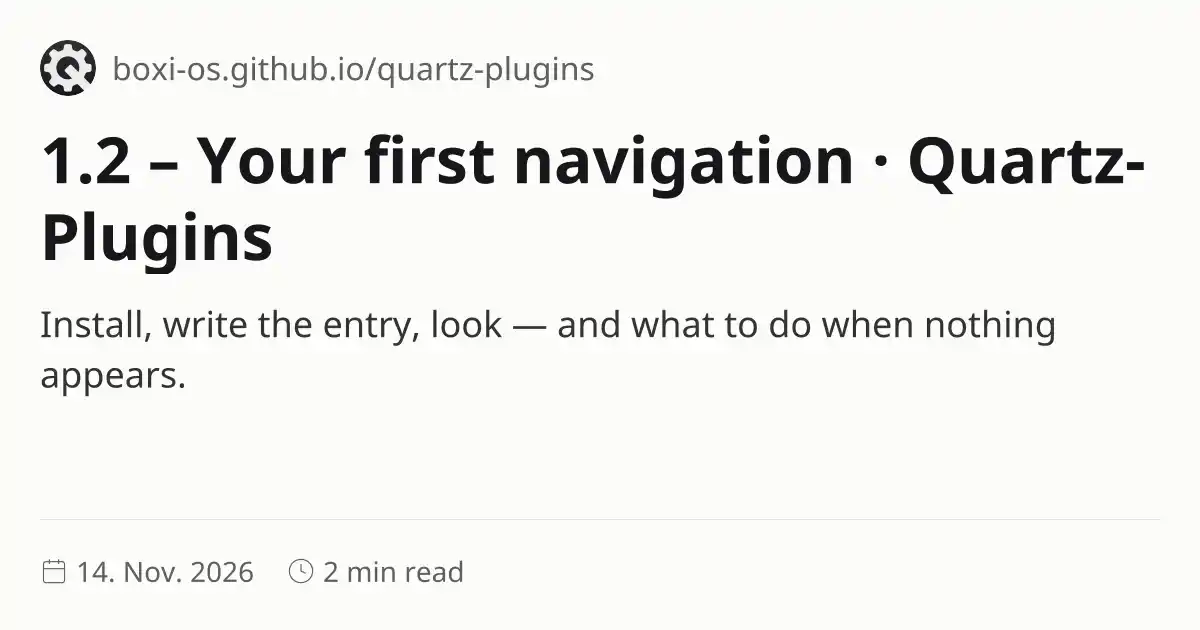 boxi-os.github.io/quartz-plugins
1.2 – Your first navigation · Quartz-
Plugins
Install, write the entry, look — and what to do when nothing
appears.
14. Nov. 2026 2 min read